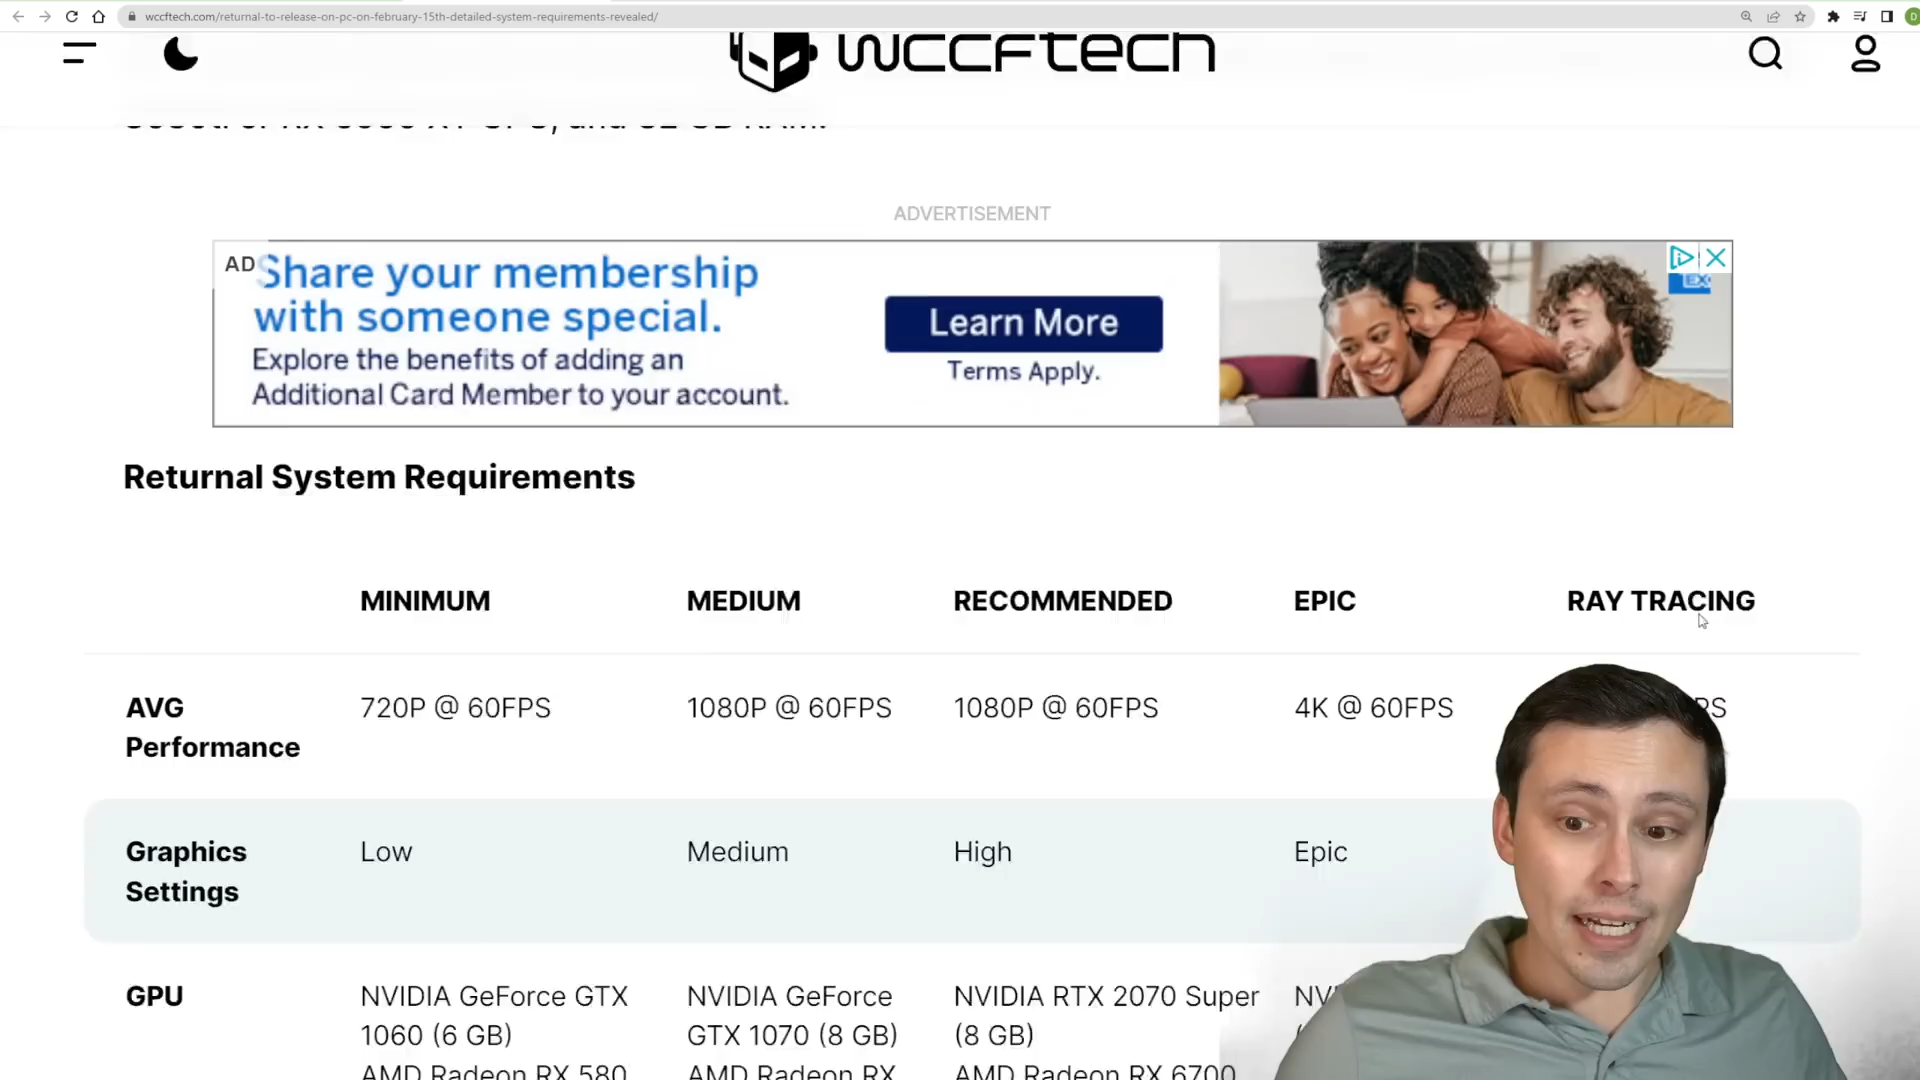 wccftech.com/returnal-to-release-on-pc-on-february-15th-detailed-system-requirements-revealed/
D
wccftech
ADVERTISEMENT
AD
Share your membership
with someone special.
Explore the benefits of adding an
Additional Card Member to your account.
Learn More
Terms Apply.
Returnal System Requirements
MINIMUM MEDIUM RECOMMENDED EPIC RAY TRACING
AVG 720P @ 60FPS 1080P @ 60FPS 1080P @ 60FPS 4K @ 60FPS
Performance
Graphics Low Medium High Epic
Settings
GPU NVIDIA GeForce GTX NVIDIA GeForce NVIDIA RTX 2070 Super
1060 (6 GB) GTX 1070 (8 GB) (8 GB)
AMD Radeon RX 580 AMD Radeon RX AMD Radeon RX 6700